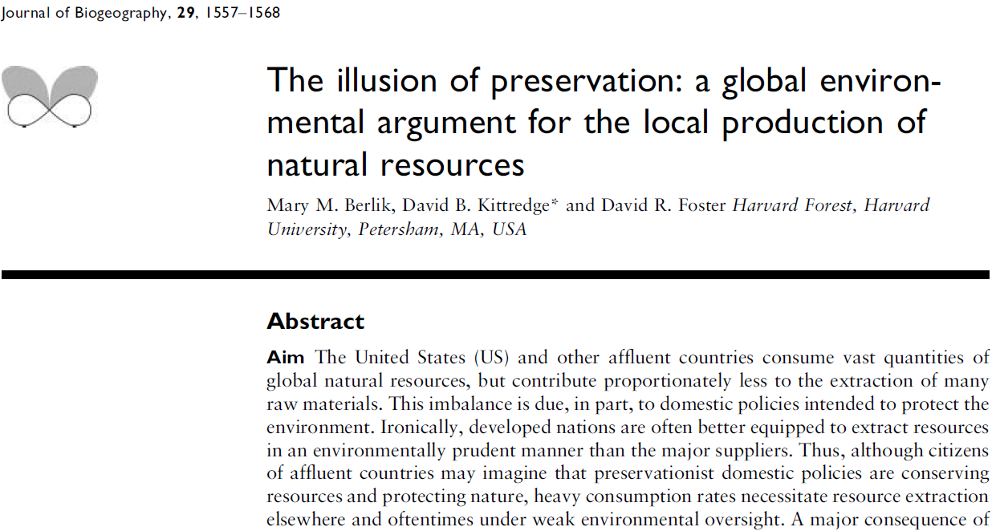 Journal of Biogeography, 29, 1557–1568
The illusion of preservation: a global environ-
mental argument for the local production of
natural resources
Mary M. Berlik, David B. Kittredge* and David R. Foster Harvard Forest, Harvard
University, Petersham, MA, USA
Abstract
Aim The United States (US) and other affluent countries consume vast quantities of
global natural resources, but contribute proportionately less to the extraction of many
raw materials. This imbalance is due, in part, to domestic policies intended to protect the
environment. Ironically, developed nations are often better equipped to extract resources
in an environmentally prudent manner than the major suppliers. Thus, although citizens
of affluent countries may imagine that preservationist domestic policies are conserving
resources and protecting nature, heavy consumption rates necessitate resource extraction
elsewhere and oftentimes under weak environmental oversight. A major consequence of